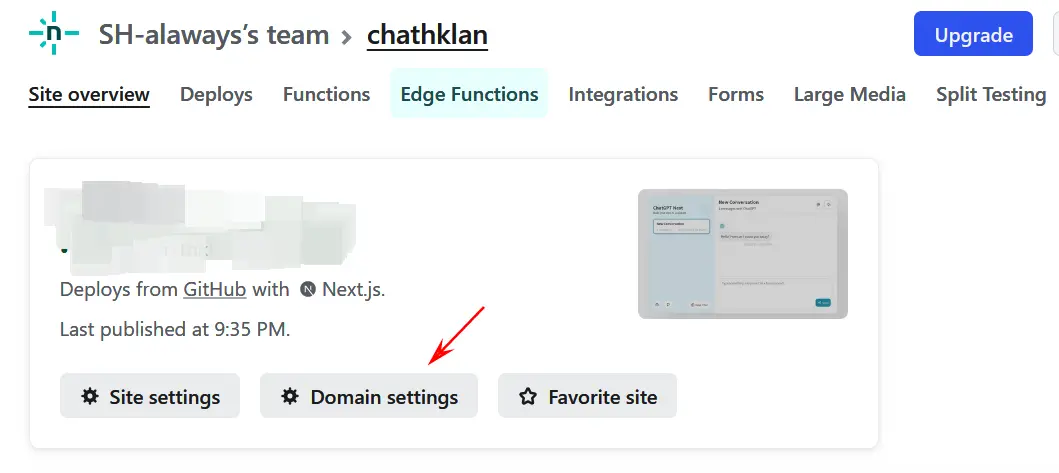 n SH-alaways's team > chathklan
Upgrade
Site overview Deploys Functions Edge Functions Integrations Forms Large Media Split Testing
ChatGPT Next
New Conversation
New Conversation
Deploys from GitHub with N Next.js.
Last published at 9:35 PM.
Site settings Domain settings Favorite site